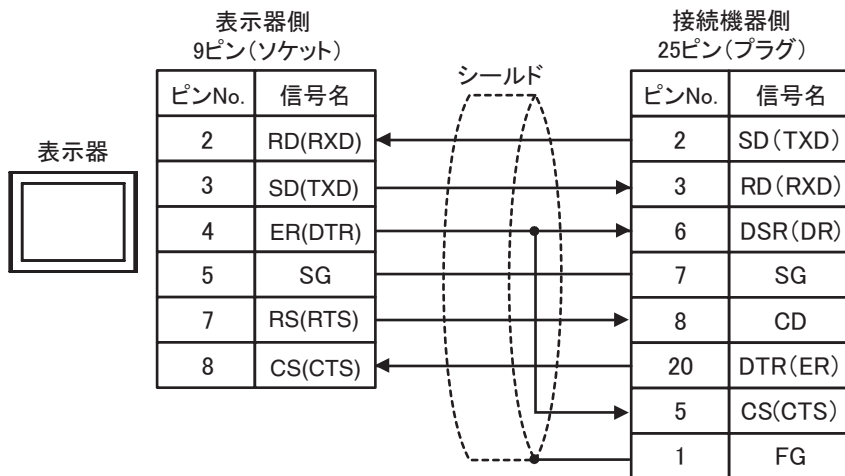 表示器側
9ピン(ソケット)
接続機器側
25ピン(プラグ)
シールド
表示器
ピンNo. 信号名
2 RD(RXD)
3 SD(TXD)
4 ER(DTR)
5 SG
7 RS(RTS)
8 CS(CTS)
ピンNo. 信号名
2 SD(TXD)
3 RD(RXD)
6 DSR(DR)
7 SG
8 CD
20 DTR(ER)
5 CS(CTS)
1 FG